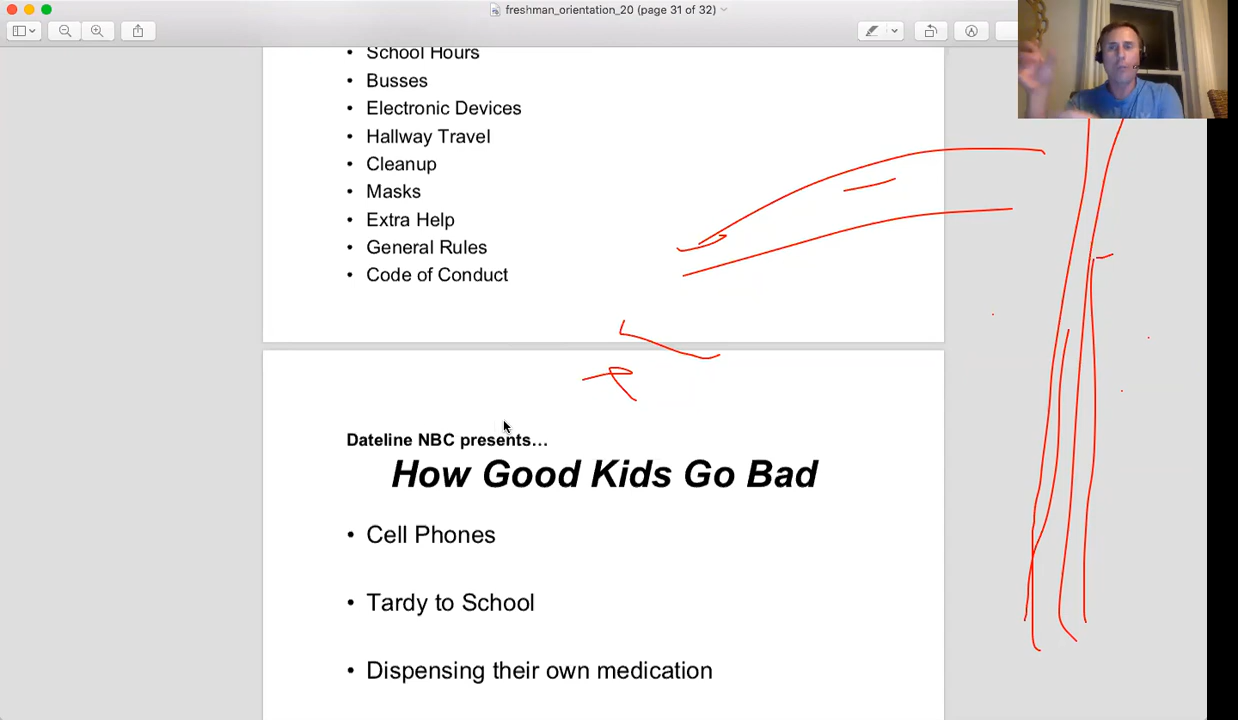 freshman_orientation_20 (page 31 of 32)
• School Hours
• Busses
• Electronic Devices
• Hallway Travel
• Cleanup
• Masks
• Extra Help
• General Rules
• Code of Conduct
Dateline NBC presents…
How Good Kids Go Bad
• Cell Phones
• Tardy to School
• Dispensing their own medication